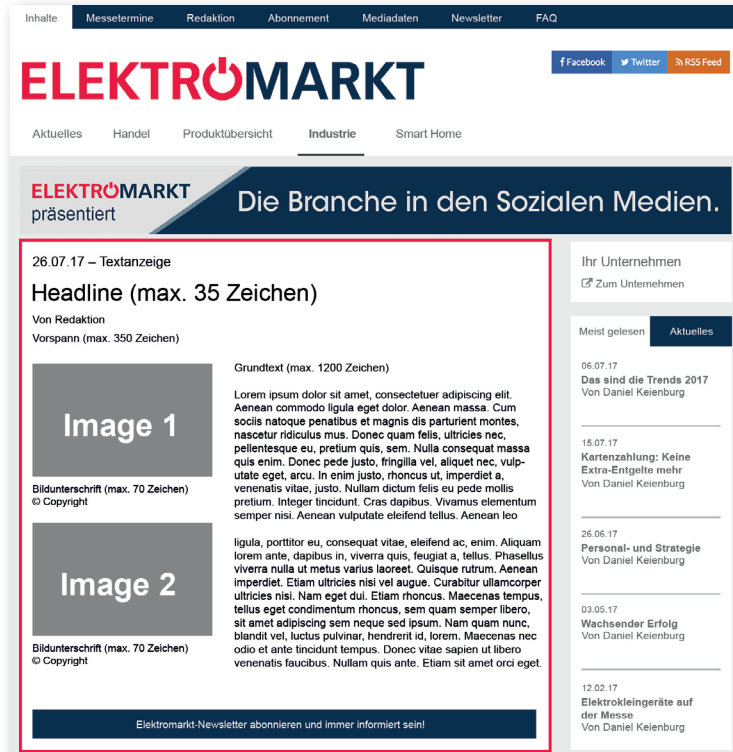 Inhalte Messetermine Redaktion Abonnement Mediadaten Newsletter FAQ
ELEKTROMARKT
Facebook Twitter RSS Feed
Aktuelles Handel Produktübersicht Industrie Smart Home
ELEKTROMARKT
präsentiert
Die Branche in den Sozialen Medien.
26.07.17 – Textanzeige
Headline (max. 35 Zeichen)
Von Redaktion
Vorspann (max. 350 Zeichen)
Image 1
Bildunterschrift (max. 70 Zeichen)
© Copyright
Image 2
Bildunterschrift (max. 70 Zeichen)
© Copyright
Grundtext (max. 1200 Zeichen)
Lorem ipsum dolor sit amet, consectetuer adipiscing elit.
Aenean commodo ligula eget dolor. Aenean massa. Cum
sociis natoque penatibus et magnis dis parturient montes,
nascetur ridiculus mus. Donec quam felis, ultricies nec,
pellentesque eu, pretium quis, sem. Nulla consequat massa
quis enim. Donec pede justo, fringilla vel, aliquet nec, vulp-
utate eget, arcu. In enim justo, rhoncus ut, imperdiet a,
venenatis vitae, justo. Nullam dictum felis eu pede mollis
pretium. Integer tincidunt. Cras dapibus. Vivamus elementum
semper nisi. Aenean vulputate eleifend tellus. Aenean leo
ligula, porttitor eu, consequat vitae, eleifend ac, enim. Aliquam
lorem ante, dapibus in, viverra quis, feugiat a, tellus. Phasellus
viverra nulla ut metus varius laoreet. Quisque rutrum. Aenean
imperdiet. Etiam ultricies nisi vel augue. Curabitur ullamcorper
ultricies nisi. Nam eget dui. Etiam rhoncus. Maecenas tempus,
tellus eget condimentum rhoncus, sem quam semper libero,
sit amet adipiscing sem neque sed ipsum. Nam quam nunc,
blandit vel, luctus pulvinar, hendrerit id, lorem. Maecenas nec
odio et ante tincidunt tempus. Donec vitae sapien ut libero
venenatis faucibus. Nullam quis ante. Etiam sit amet orci eget.
Elektromarkt-Newsletter abonnieren und immer informiert sein!
Ihr Unternehmen
Zum Unternehmen
Meist gelesen Aktuelles
06.07.17
Das sind die Trends 2017
Von Daniel Keienburg
15.07.17
Kartenzahlung: Keine
Extra-Entgelte mehr
Von Daniel Keienburg
26.06.17
Personal- und Strategie
Von Daniel Keienburg
03.05.17
Wachsender Erfolg
Von Daniel Keienburg
12.02.17
Elektrokleingeräte auf
der Messe
Von Daniel Keienburg